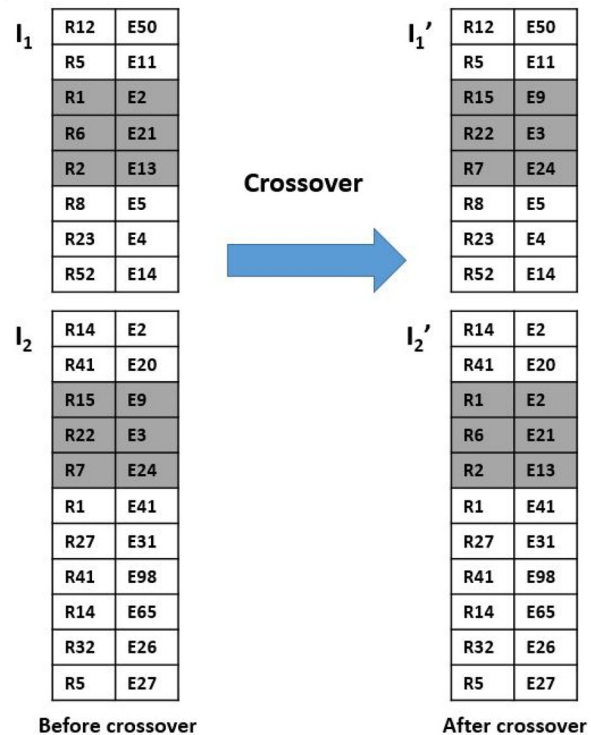 I1
R12 E50
R5 E11
R1 E2
R6 E21
R2 E13
R8 E5
R23 E4
R52 E14
I2
R14 E2
R41 E20
R15 E9
R22 E3
R7 E24
R1 E41
R27 E31
R41 E98
R14 E65
R32 E26
R5 E27
Before crossover
Crossover
I1’
R12 E50
R5 E11
R15 E9
R22 E3
R7 E24
R8 E5
R23 E4
R52 E14
I2’
R14 E2
R41 E20
R1 E2
R6 E21
R2 E13
R1 E41
R27 E31
R41 E98
R14 E65
R32 E26
R5 E27
After crossover